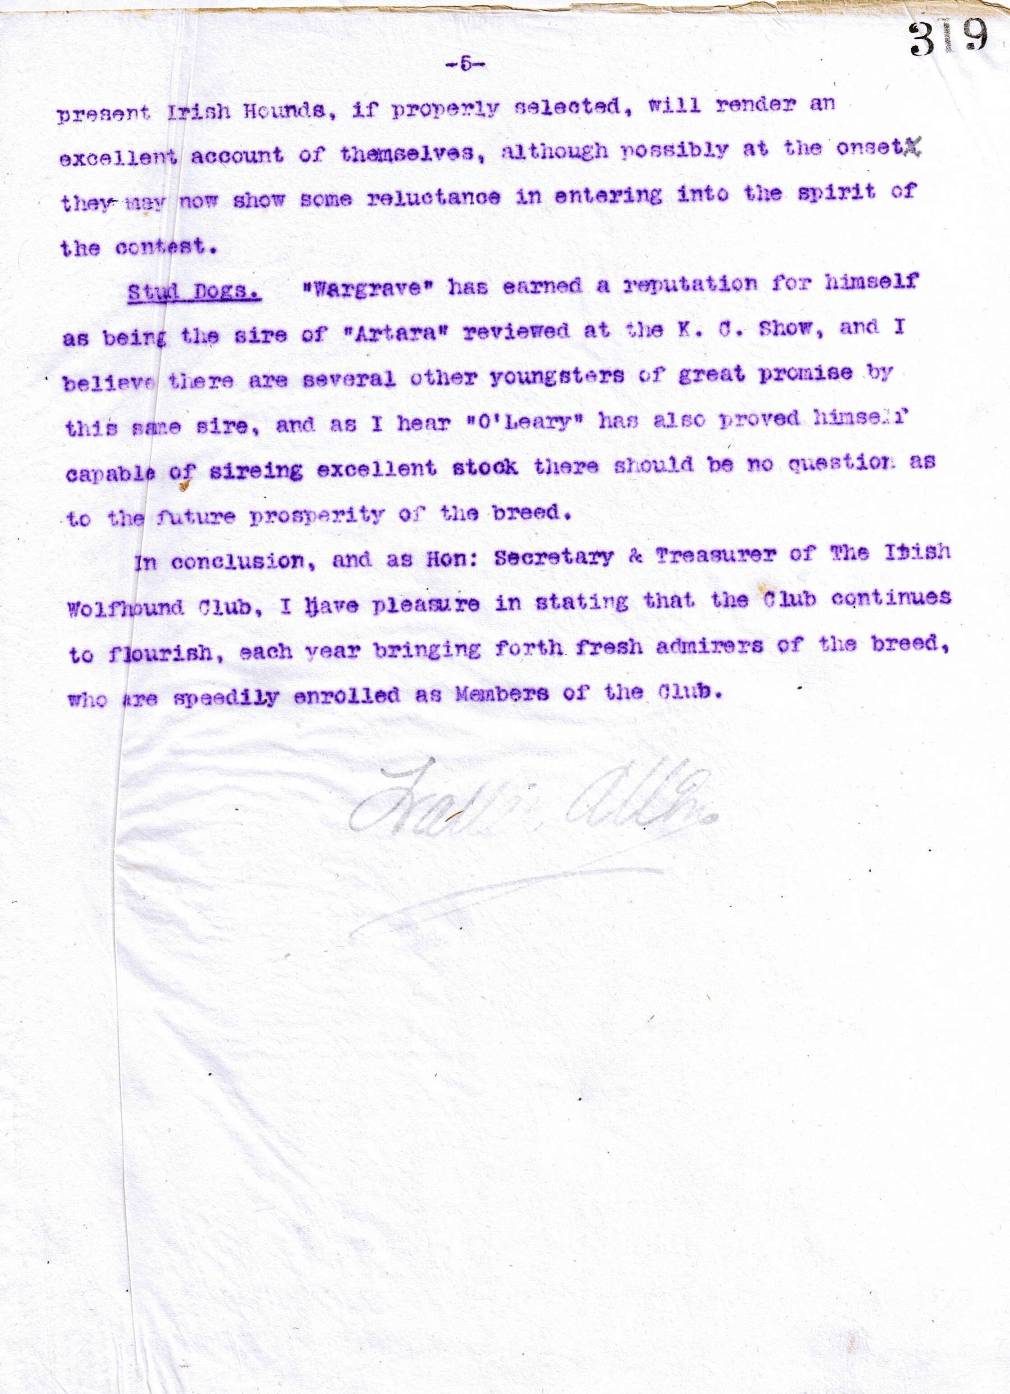 319
-5-
present Irish Hounds, if properly selected, will render an
excellent account of themselves, although possibly at the onset
they may now show some reluctance in entering into the spirit of
the contest.
Stud Dogs. "Wargrave" has earned a reputation for himself
as being the sire of "Artara" reviewed at the K. C. Show, and I
believe there are several other youngsters of great promise by
this same sire, and as I hear "O'Leary" has also proved himself
capable of sireing excellent stock there should be no question as
to the future prosperity of the breed.
In conclusion, and as Hon: Secretary & Treasurer of The Irish
Wolfhound Club, I have pleasure in stating that the Club continues
to flourish, each year bringing forth fresh admirers of the breed,
who are speedily enrolled as Members of the Club.